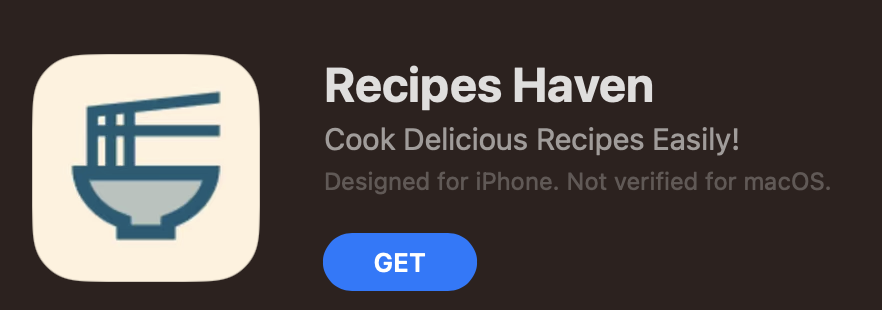 Recipes Haven
Cook Delicious Recipes Easily!
Designed for iPhone. Not verified for macOS.
GET